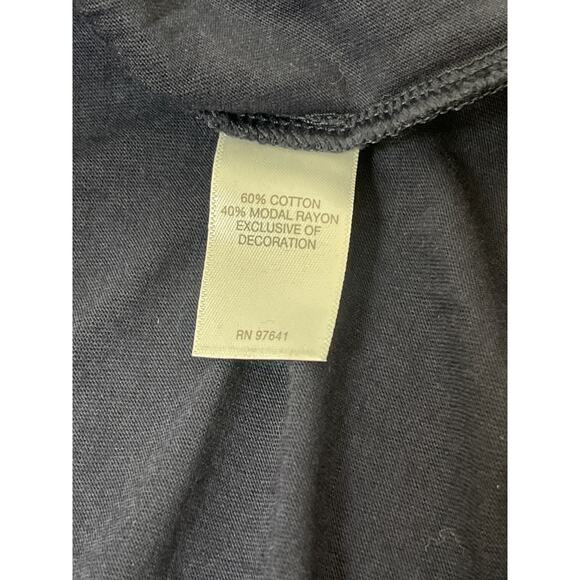 60% COTTON
40% MODAL RAYON
EXCLUSIVE OF
DECORATION
RN 97641